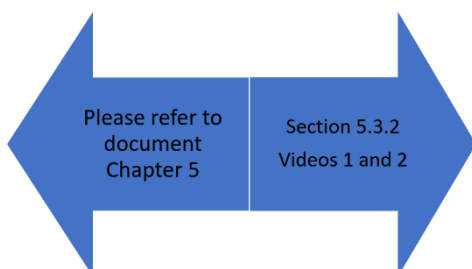 Please refer to
document
Chapter 5
Section 5.3.2
Videos 1 and 2